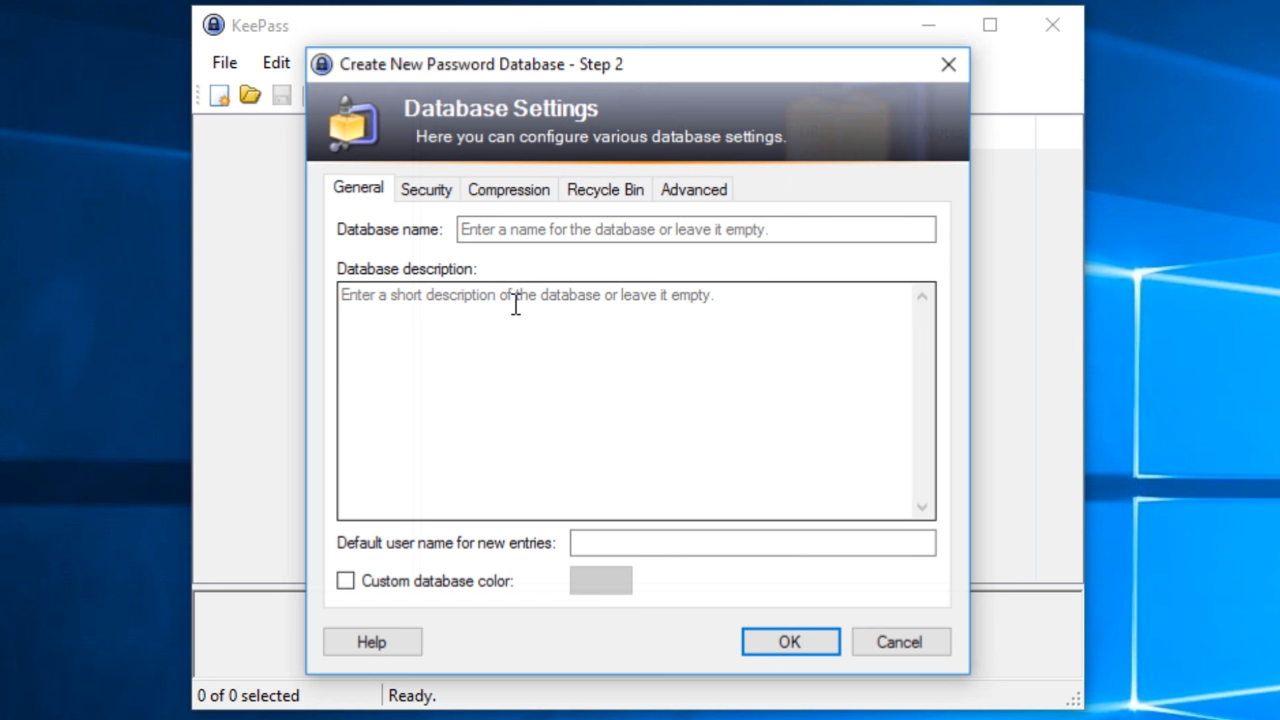 KeePass
File Edit
Create New Password Database - Step 2
Database Settings
Here you can configure various database settings.
General Security Compression Recycle Bin Advanced
Database name: Enter a name for the database or leave it empty.
Database description:
Enter a short description of the database or leave it empty.
Default user name for new entries:
Custom database color:
Help OK Cancel
0 of 0 selected Ready.